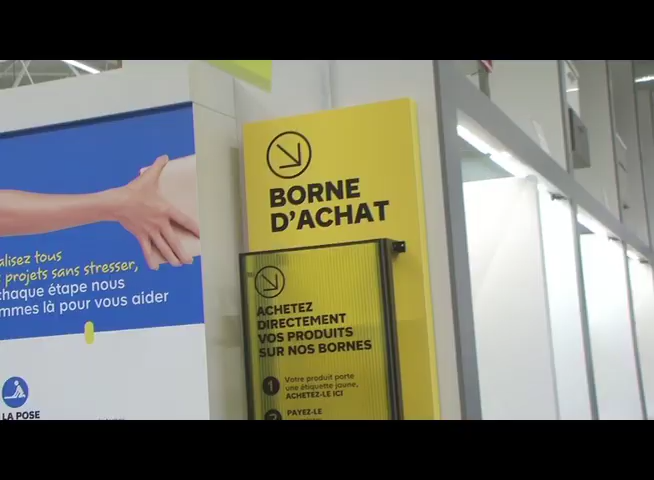 alisez tous
projets sans stresser,
chaque étape nous
mmes là pour vous aider
LA POSE
BORNE
D'ACHAT
ACHETEZ
DIRECTEMENT
VOS PRODUITS
SUR NOS BORNES
1 Votre produit porte
une étiquette jaune,
ACHETEZ-LE ICI
2 PAYEZ-LE